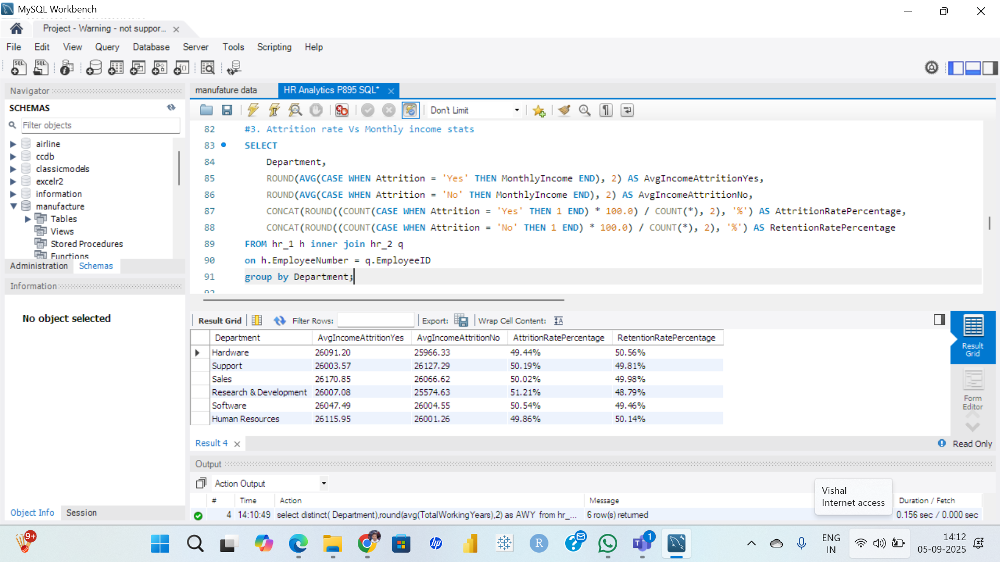 MySQL Workbench
Project - Warning - not suppor...
File Edit View Query Database Server Tools Scripting Help
Navigator
SCHEMAS
Filter objects
airline
ccdb
classicmodels
excelr2
information
manufacture
Tables
Views
Stored Procedures
Functions
Administration Schemas
Information
No object selected
Object Info Session
manufature data HR Analytics P895 SQL*
Don't Limit
82 #3. Attrition rate Vs Monthly income stats
83 SELECT
84 Department,
85 ROUND(AVG(CASE WHEN Attrition = 'Yes' THEN MonthlyIncome END), 2) AS AvgIncomeAttritionYes,
86 ROUND(AVG(CASE WHEN Attrition = 'No' THEN MonthlyIncome END), 2) AS AvgIncomeAttritionNo,
87 CONCAT(ROUND((COUNT(CASE WHEN Attrition = 'Yes' THEN 1 END) * 100.0) / COUNT(*), 2), '%') AS AttritionRatePercentage,
88 CONCAT(ROUND((COUNT(CASE WHEN Attrition = 'No' THEN 1 END) * 100.0) / COUNT(*), 2), '%') AS RetentionRatePercentage
89 FROM hr_1 h inner join hr_2 q
90 on h.EmployeeNumber = q.EmployeeID
91 group by Department;
92
Result Grid Filter Rows: Export: Wrap Cell Content:
Department AvgIncomeAttritionYes AvgIncomeAttritionNo AttritionRatePercentage RetentionRatePercentage
Hardware 26091.20 25966.33 49.44% 50.56%
Support 26003.57 26127.29 50.19% 49.81%
Sales 26170.85 26066.62 50.02% 49.98%
Research & Development 26007.08 25574.63 51.21% 48.79%
Software 26047.49 26004.55 50.54% 49.46%
Human Resources 26115.95 26001.26 49.86% 50.14%
Result
Grid
Form
Editor
Result 4
Read Only
Output
Action Output
# Time Action Message Duration / Fetch
4 14:10:49 select distinct( Department),round(avg(TotalWorkingYears),2) as AWY from hr_... 6 row(s) returned 0.156 sec / 0.000 sec
Vishal
Internet access
9+
hp
R
1
ENG
IN
14:12
05-09-2025